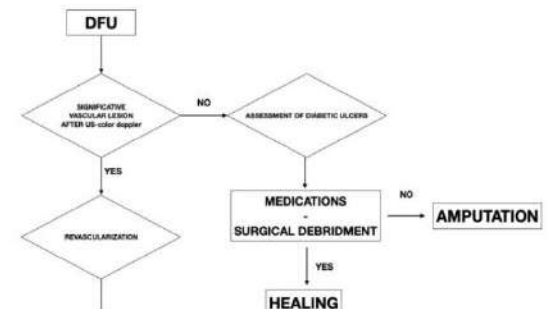 DFU
SIGNIFICATIVE
VASCULAR LESION
AFTER US-color doppler
NO
ASSESSMENT OF DIABETIC ULCERS
YES
REVASCULARIZATION
MEDICATIONS
-
SURGICAL DEBRIDMENT
NO
AMPUTATION
YES
HEALING